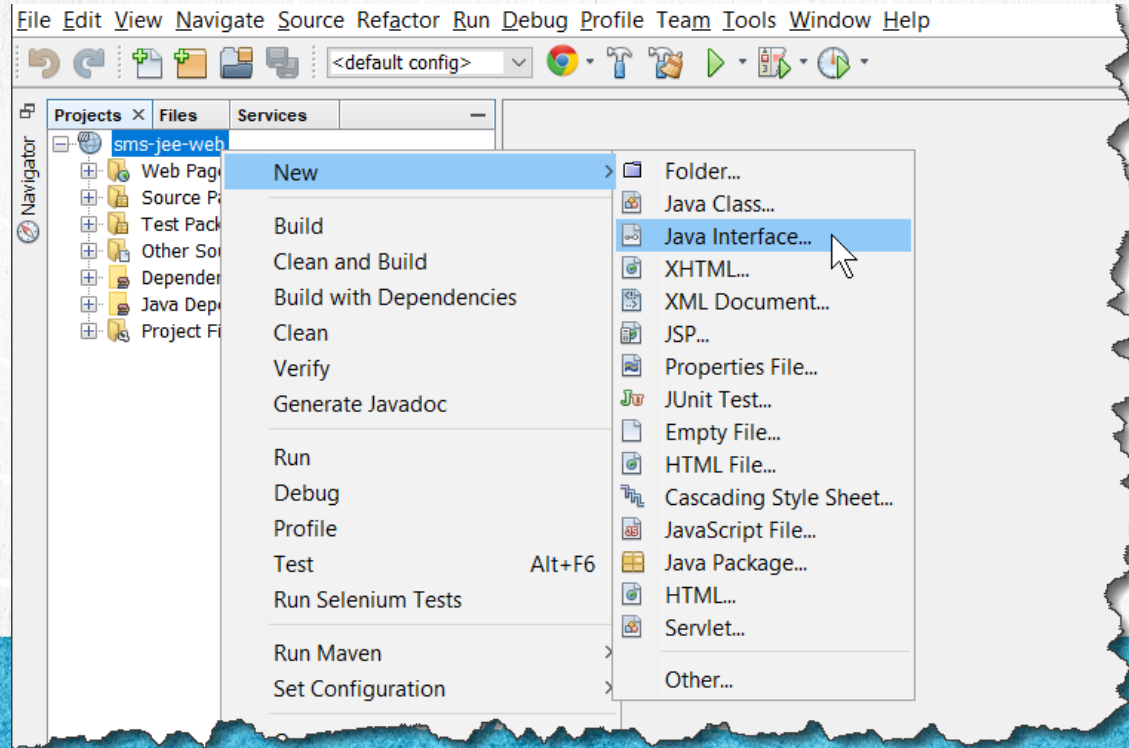 File Edit View Navigate Source Refactor Run Debug Profile Team Tools Window Help
<default config>
Projects Files Services
Navigator
sms-jee-web
Web Pag
Source Pa
Test Pack
Other Sou
Depender
Java Depe
Project Fi
New
Build
Clean and Build
Build with Dependencies
Clean
Verify
Generate Javadoc
Run
Debug
Profile
Test Alt+F6
Run Selenium Tests
Run Maven
Set Configuration
Folder...
Java Class...
Java Interface...
XHTML...
XML Document...
JSP...
Properties File...
JUnit Test...
Empty File...
HTML File...
Cascading Style Sheet...
JavaScript File...
Java Package...
HTML...
Servlet...
Other...